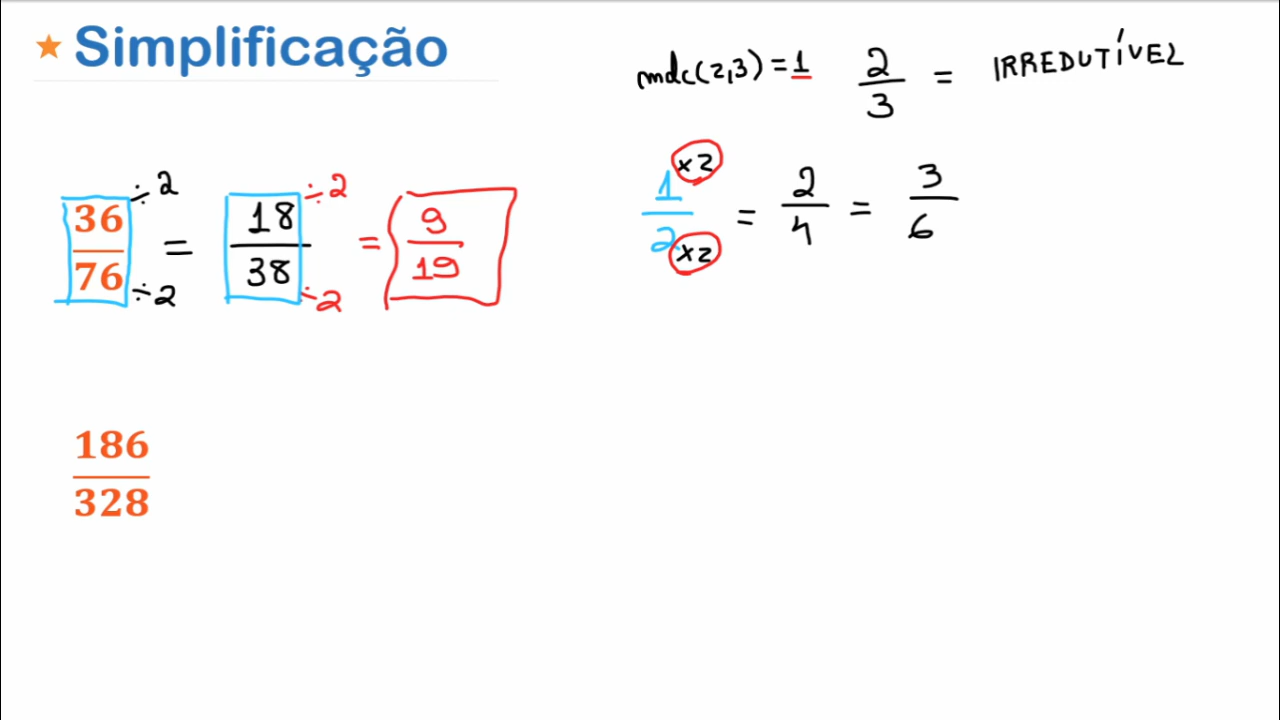 Simplificação
mdc(2,3) = 1 2/3 = IRREDUTÍVEL
36/76 ÷2 ÷2 = 18/38 ÷2 ÷2 = 9/19
1/2 ×2 ×2 = 2/4 = 3/6
186/328